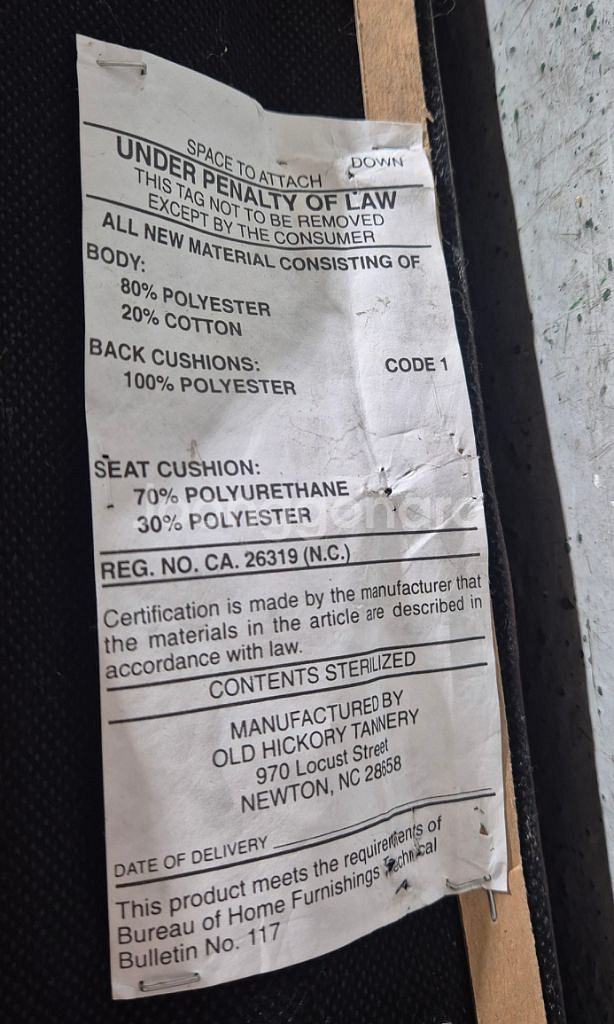 SPACE TO ATTACH DOWN
UNDER PENALTY OF LAW
THIS TAG NOT TO BE REMOVED
EXCEPT BY THE CONSUMER
ALL NEW MATERIAL CONSISTING OF
BODY:
80% POLYESTER
20% COTTON
BACK CUSHIONS: CODE 1
100% POLYESTER
SEAT CUSHION:
70% POLYURETHANE
30% POLYESTER
REG. NO. CA. 26319 (N.C.)
Certification is made by the manufacturer that
the materials in the article are described in
accordance with law.
CONTENTS STERILIZED
MANUFACTURED BY
OLD HICKORY TANNERY
970 Locust Street
NEWTON, NC 28658
DATE OF DELIVERY
This product meets the requirements of
Bureau of Home Furnishings Technical
Bulletin No. 117